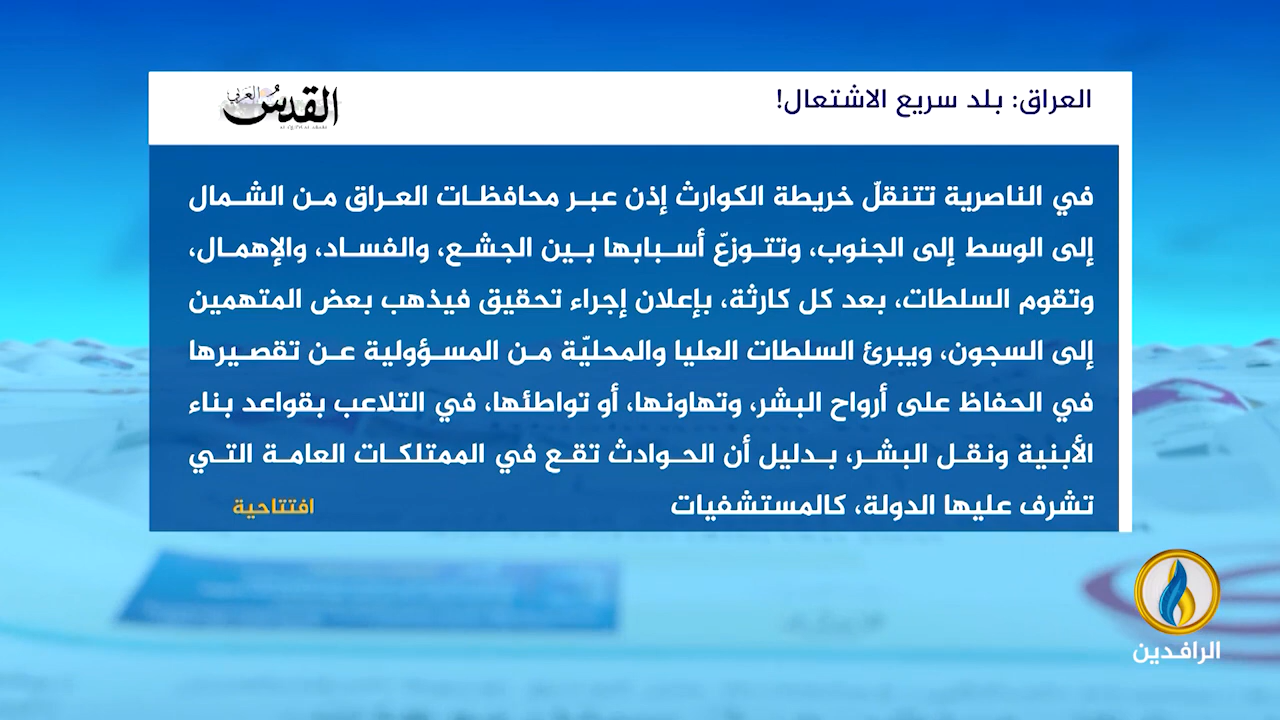 العراق: بلد سريع الاشتعال!
القدس العربي
في الناصرية تتنقلّ خريطة الكوارث إذن عبر محافظات العراق من الشمال
إلى الوسط إلى الجنوب، وتتوزعّ أسبابها بين الجشع، والفساد، والإهمال،
وتقوم السلطات، بعد كل كارثة، بإعلان إجراء تحقيق فيذهب بعض المتهمين
إلى السجون، ويبرئ السلطات العليا والمحليّة من المسؤولية عن تقصيرها
في الحفاظ على أرواح البشر، وتهاونها، أو تواطئها، في التلاعب بقواعد بناء
الأبنية ونقل البشر، بدليل أن الحوادث تقع في الممتلكات العامة التي
تشرف عليها الدولة، كالمستشفيات
افتتاحية
الرافدين